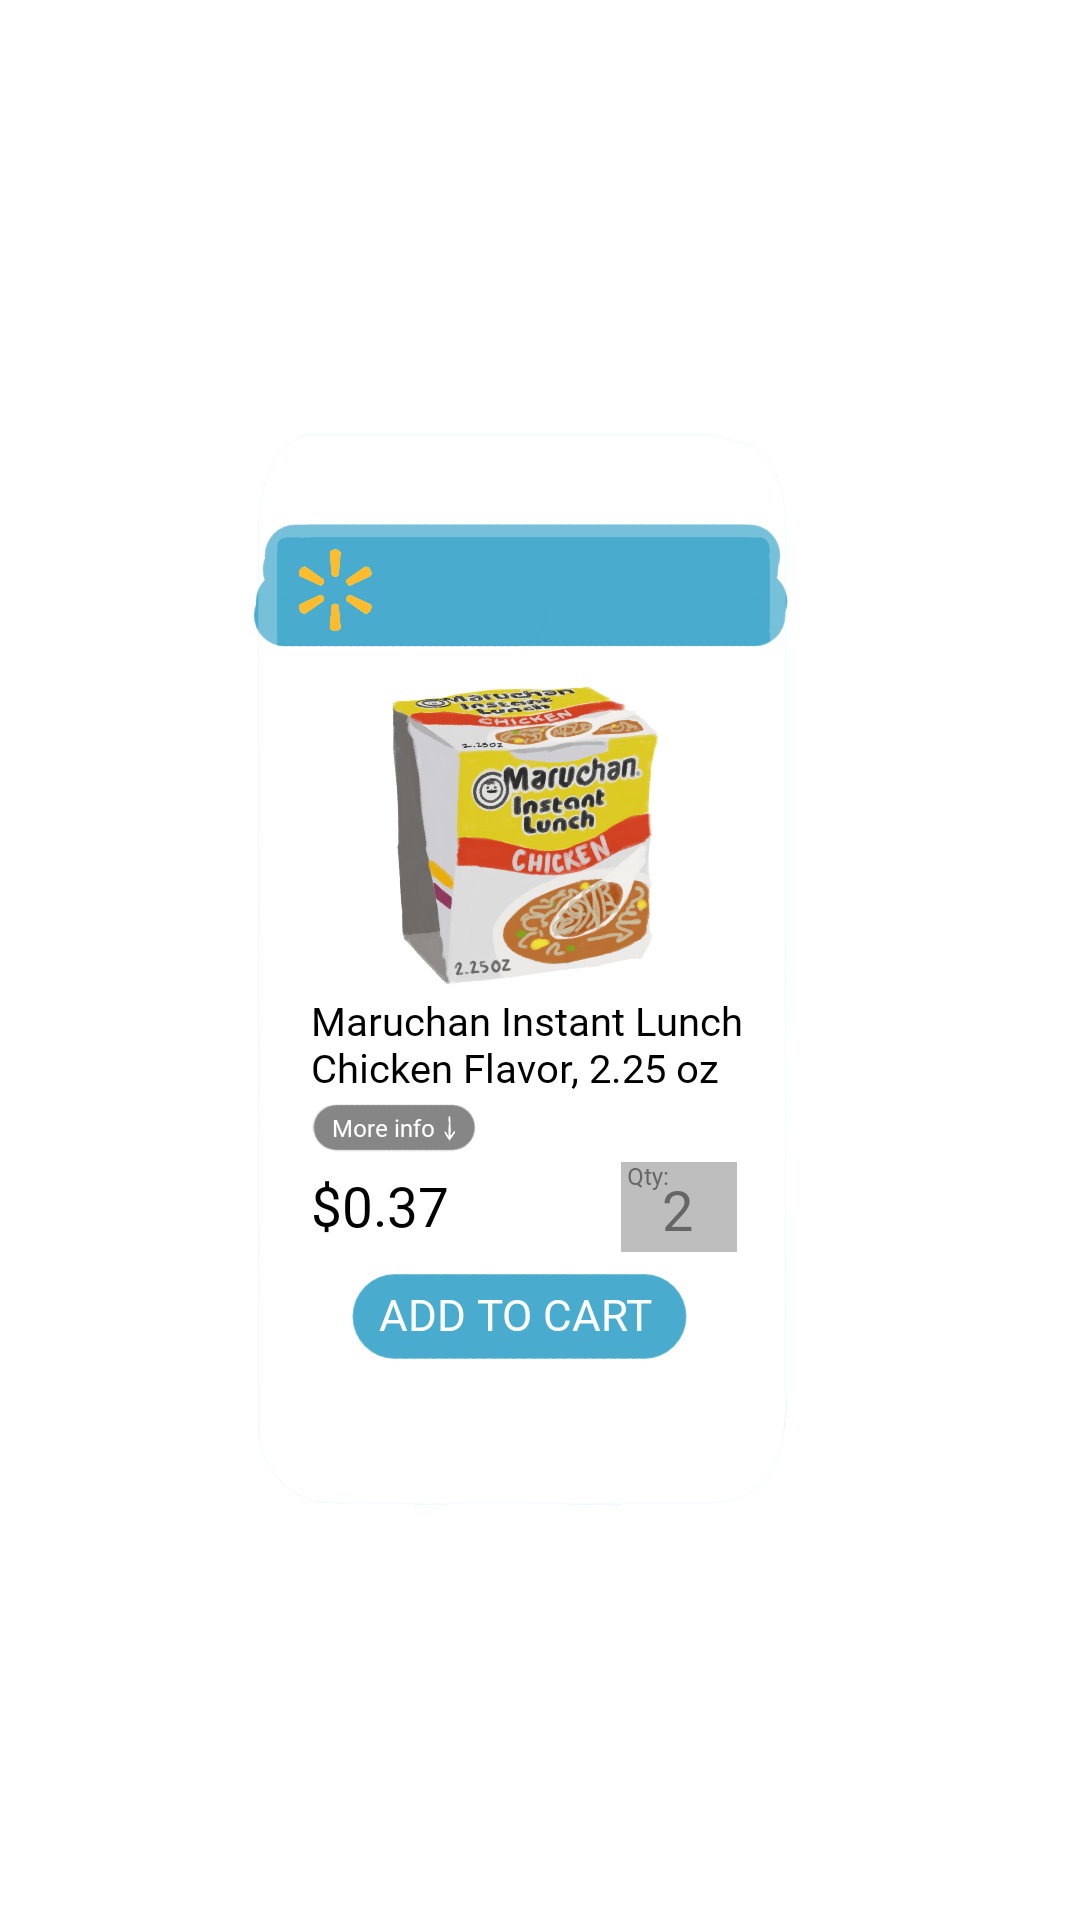 Maruchan
Instant
Lunch
CHICKEN
2.25OZ
Maruchan
Instant
Lunch
CHICKEN
2.25OZ
Maruchan Instant Lunch
Chicken Flavor, 2.25 oz
More info ↓
$0.37
Qty:
2
ADD TO CART